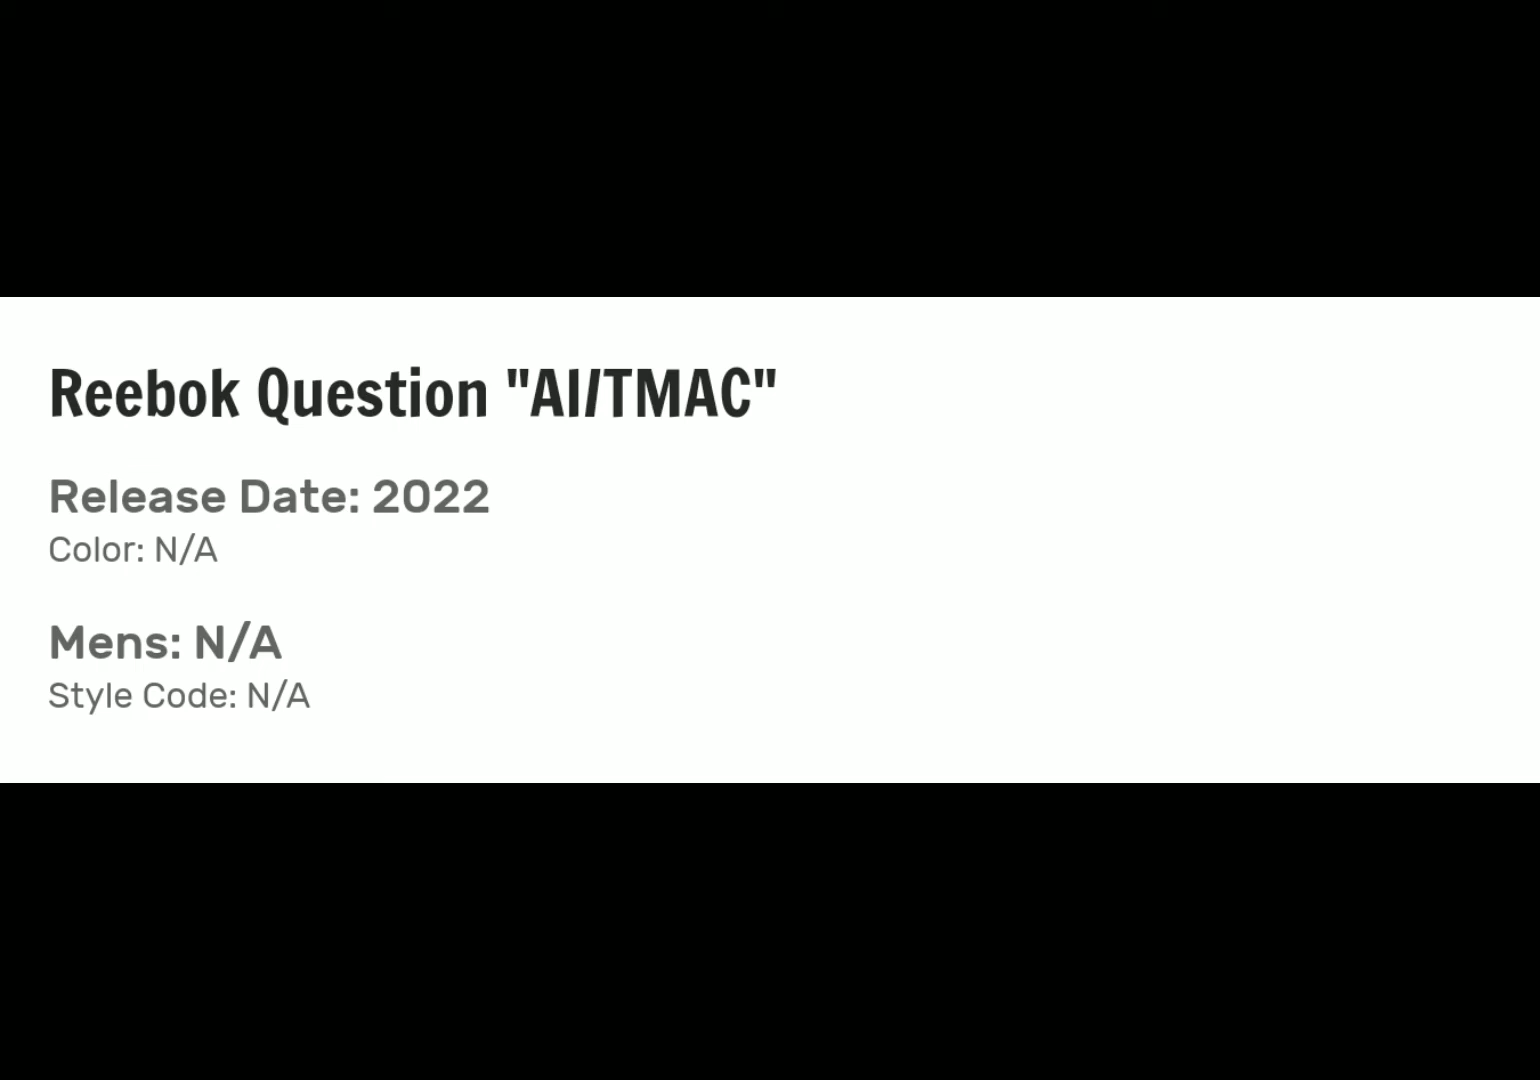 Reebok Question "AI/TMAC"
Release Date: 2022
Color: N/A
Mens: N/A
Style Code: N/A